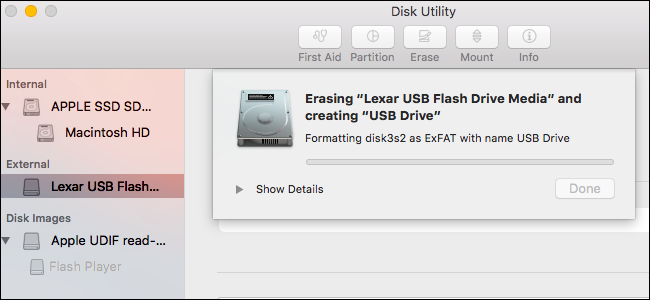 Disk Utility
First Aid Partition Erase Mount Info
Internal
APPLE SSD SD...
Macintosh HD
External
Lexar USB Flash...
Disk Images
Apple UDIF read-...
Flash Player
Erasing “Lexar USB Flash Drive Media” and
creating “USB Drive”
Formatting disk3s2 as ExFAT with name USB Drive
Show Details
Done